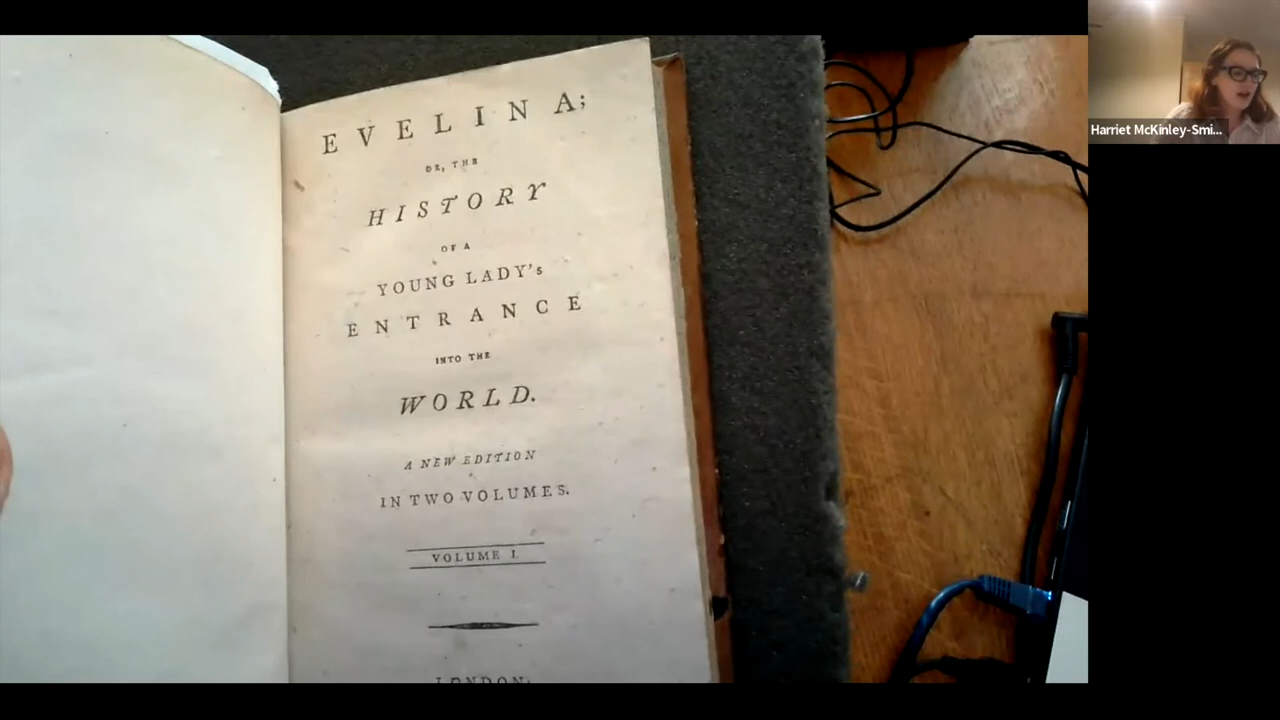 EVELINA;
OR, THE
HISTORY
OF A
YOUNG LADY's
ENTRANCE
INTO THE
WORLD.
A NEW EDITION
IN TWO VOLUMES.
VOLUME I.
LONDON:
Harriet McKinley-Smi...